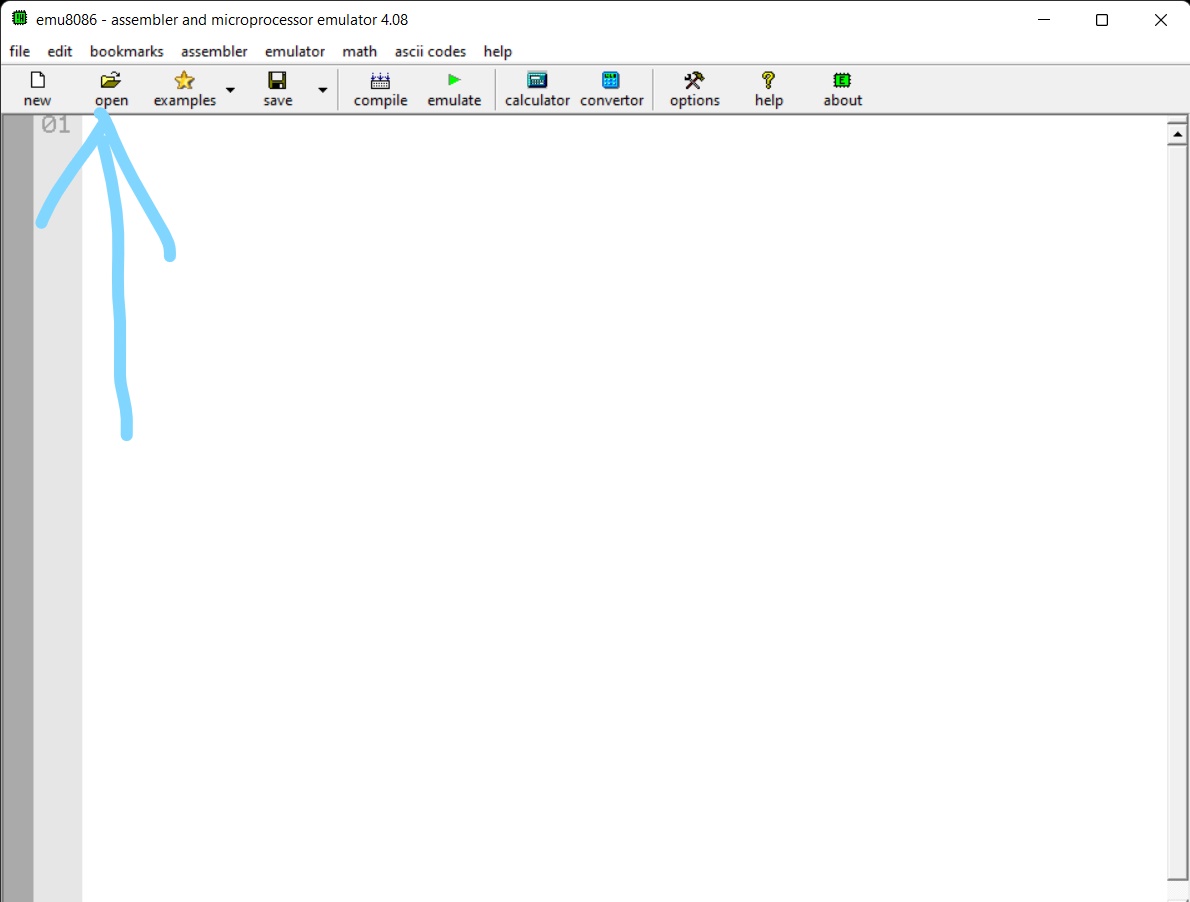 emu8086 - assembler and microprocessor emulator 4.08
file edit bookmarks assembler emulator math ascii codes help
new open examples save compile emulate calculator convertor options help about
01